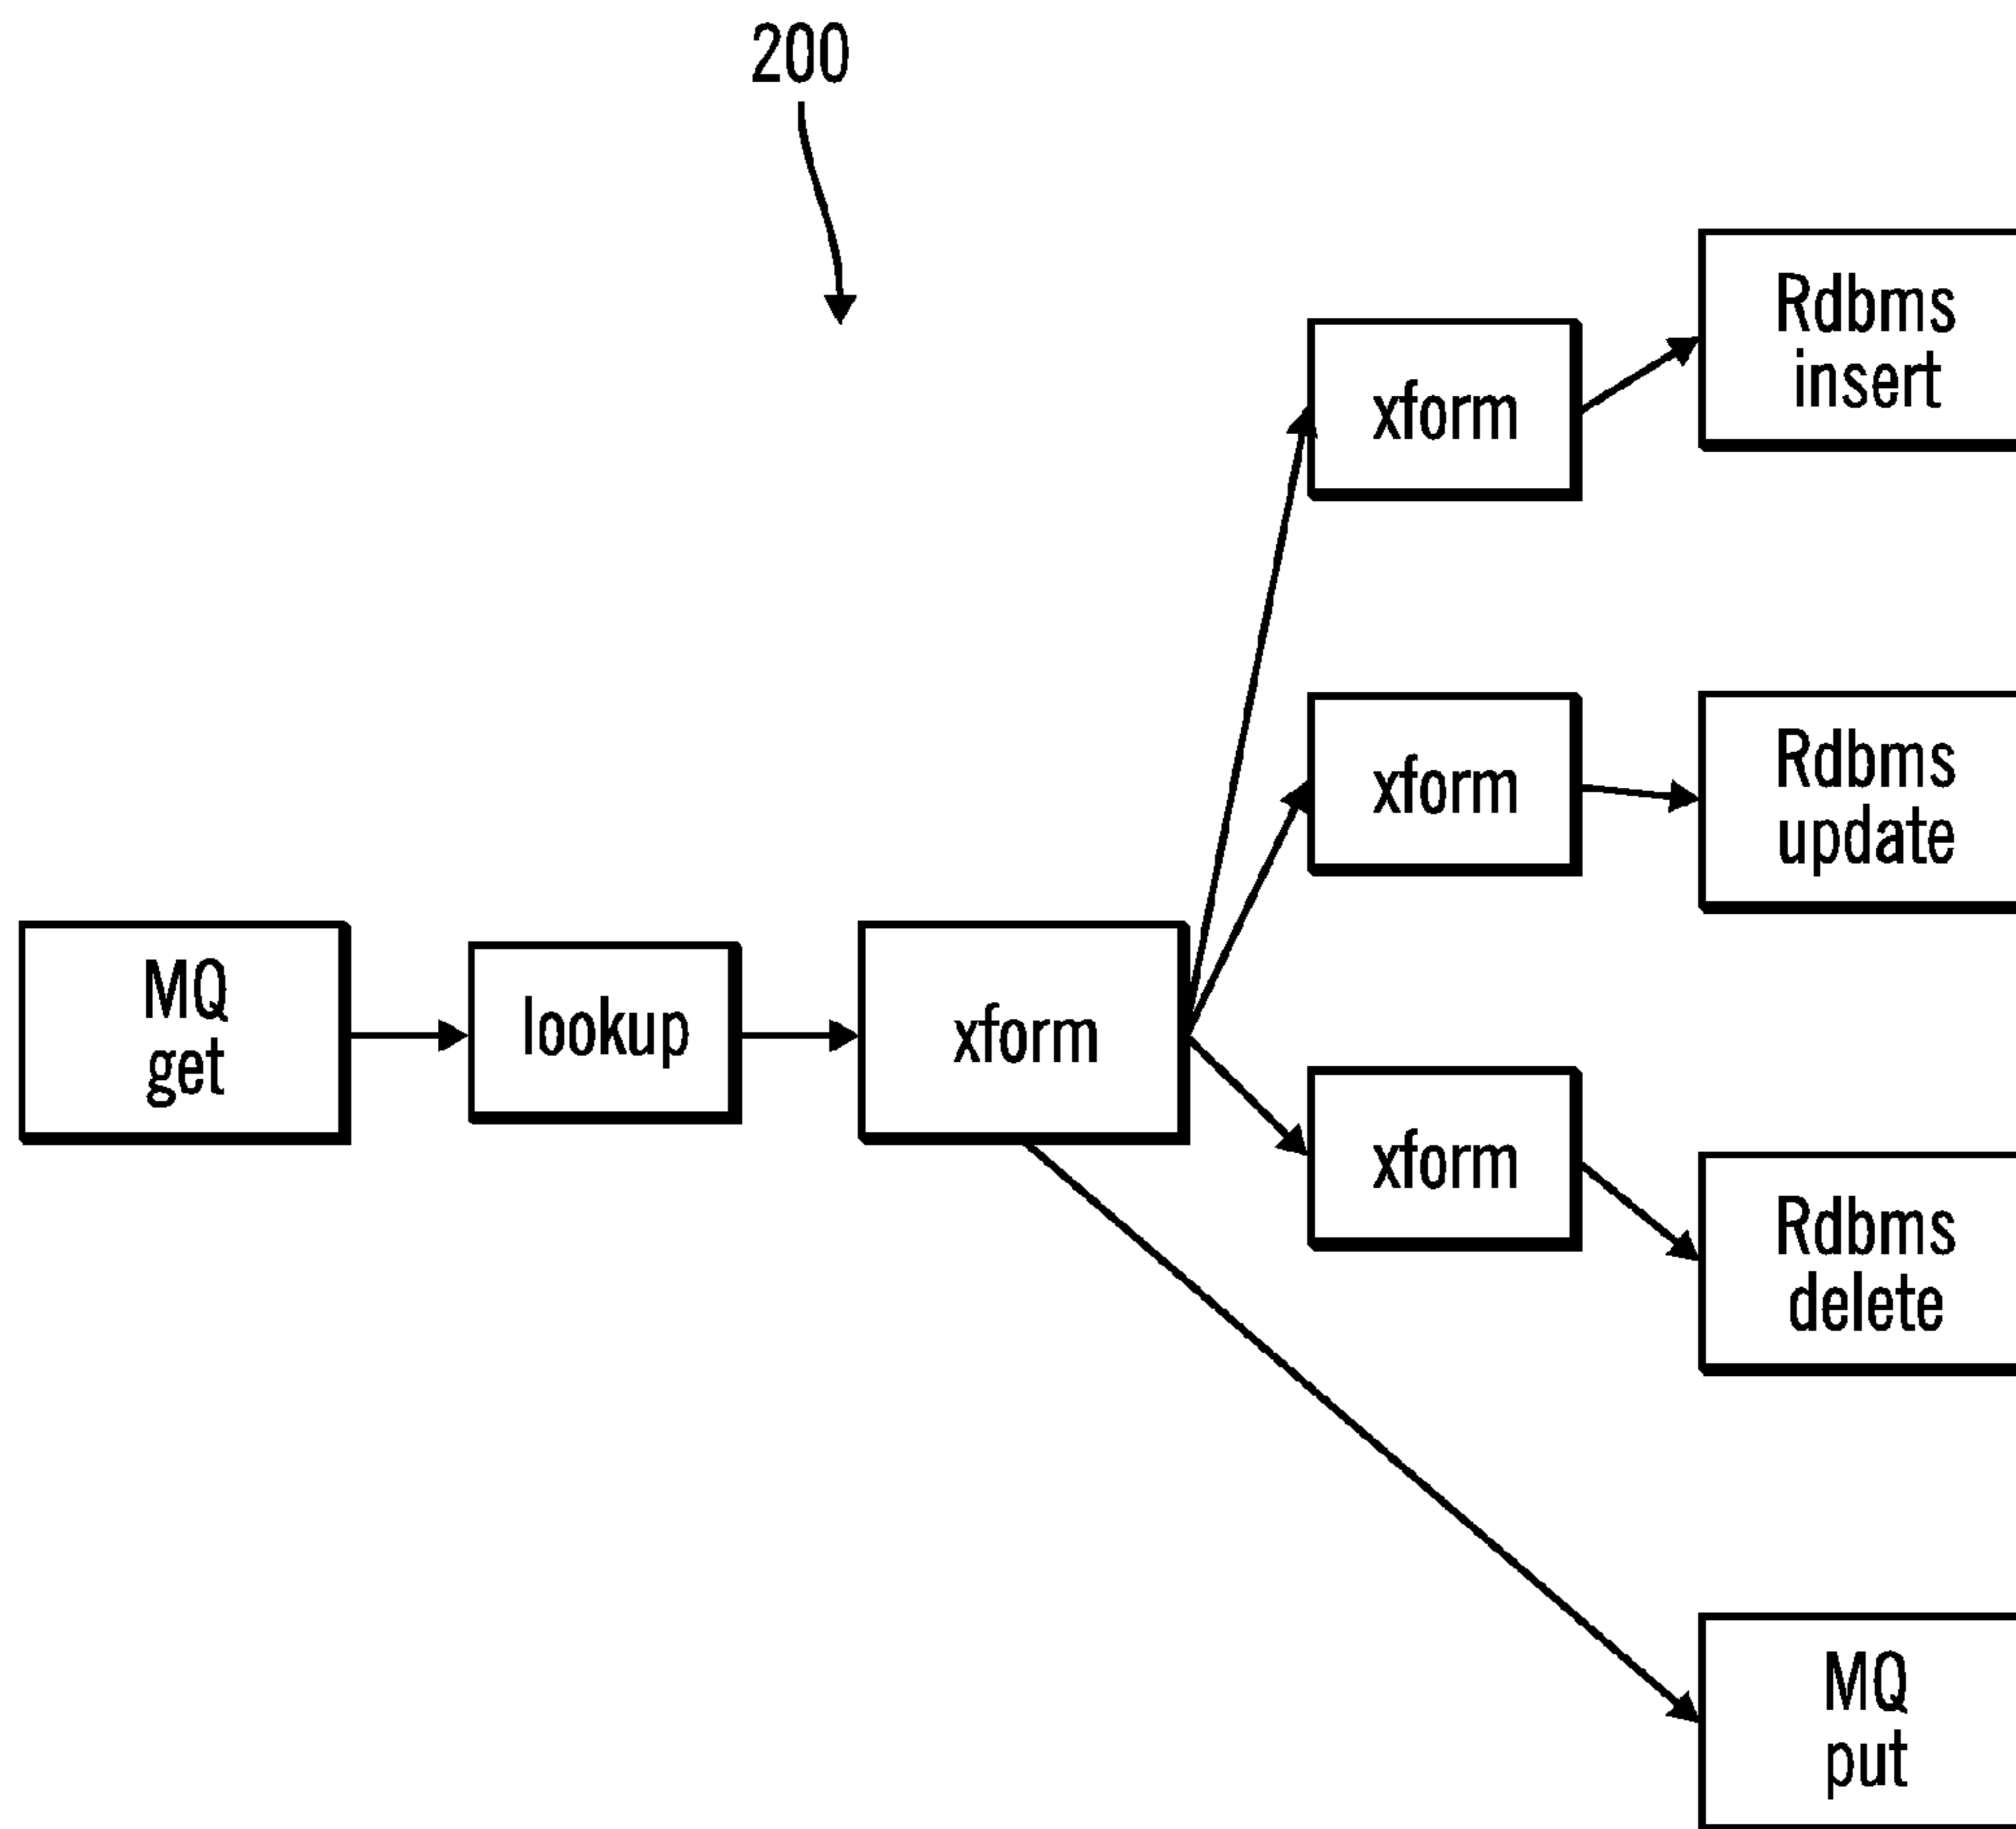 200
Rdbms
insert
xform
Rdbms
update
xform
MQ
get
lookup
xform
xform
Rdbms
delete
MQ
put